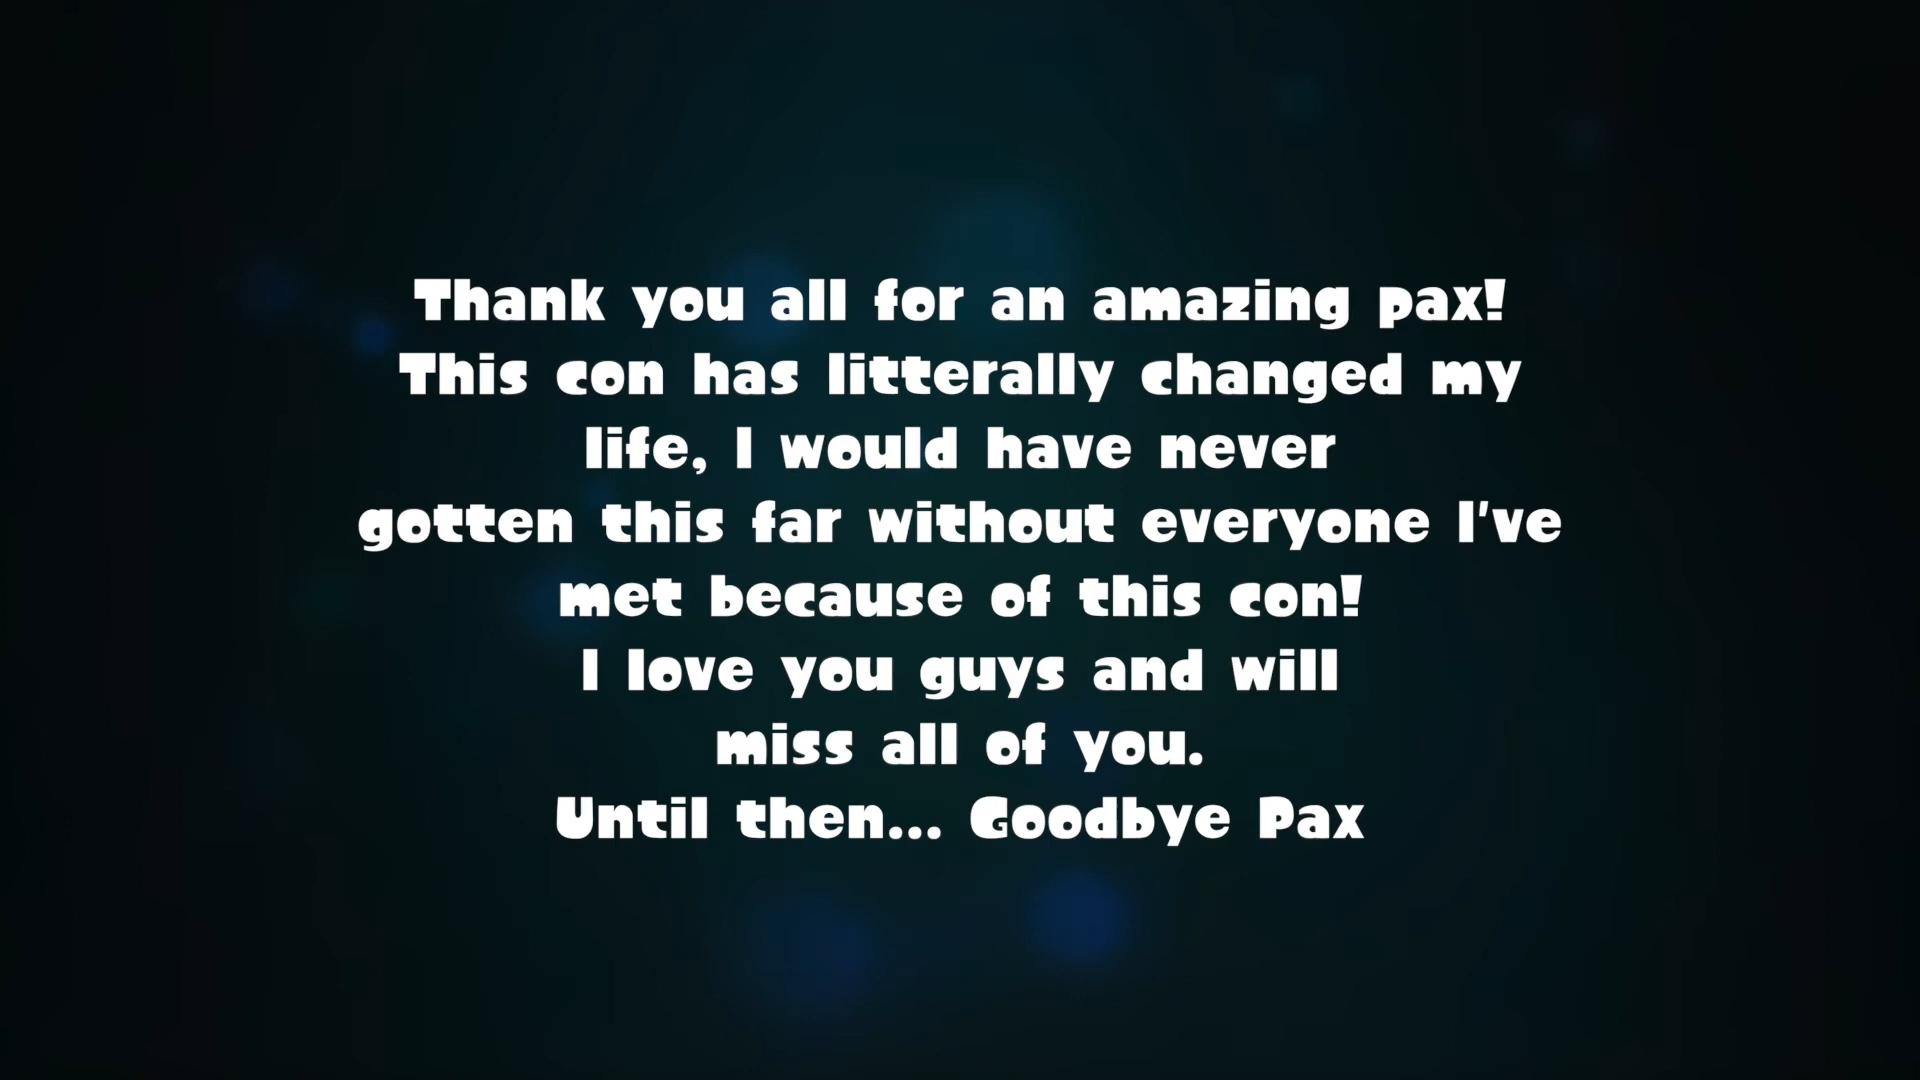 Thank you all for an amazing pax!
This con has litterally changed my
life, I would have never
gotten this far without everyone I've
met because of this con!
I love you guys and will
miss all of you.
Until then... Goodbye Pax